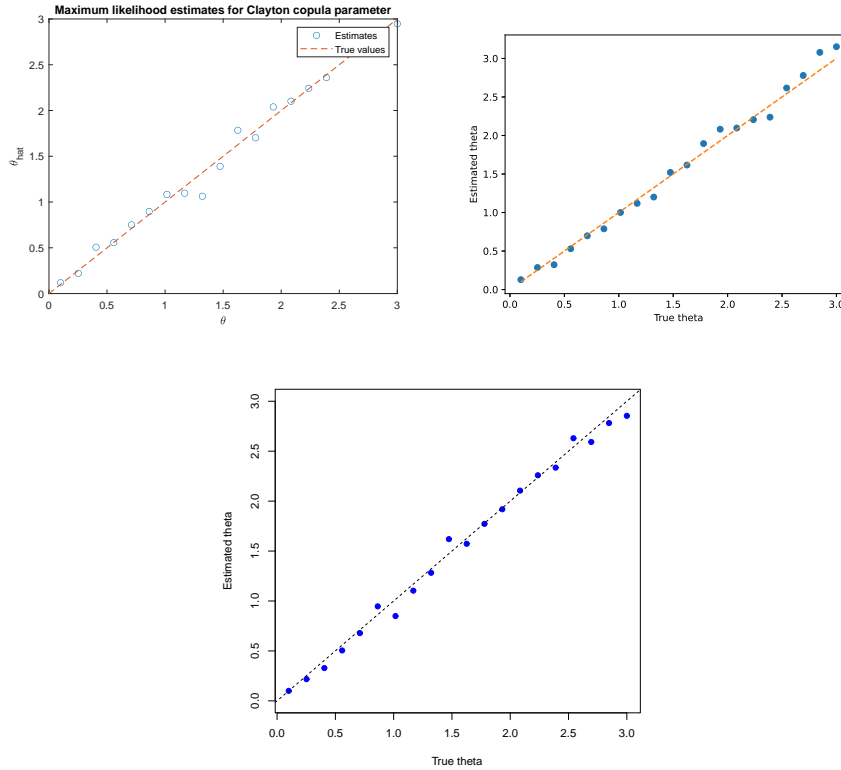 Maximum likelihood estimates for Clayton copula parameter
3
2.5
2
1.5
1
0.5
0
θhat
Estimates
True values
0 0.5 1 1.5 2 2.5 3
θ
3.0
2.5
2.0
1.5
1.0
0.5
0.0
Estimated theta
0.0 0.5 1.0 1.5 2.0 2.5 3.0
True theta
3.0
2.5
2.0
1.5
1.0
0.5
0.0
Estimated theta
0.0 0.5 1.0 1.5 2.0 2.5 3.0
True theta